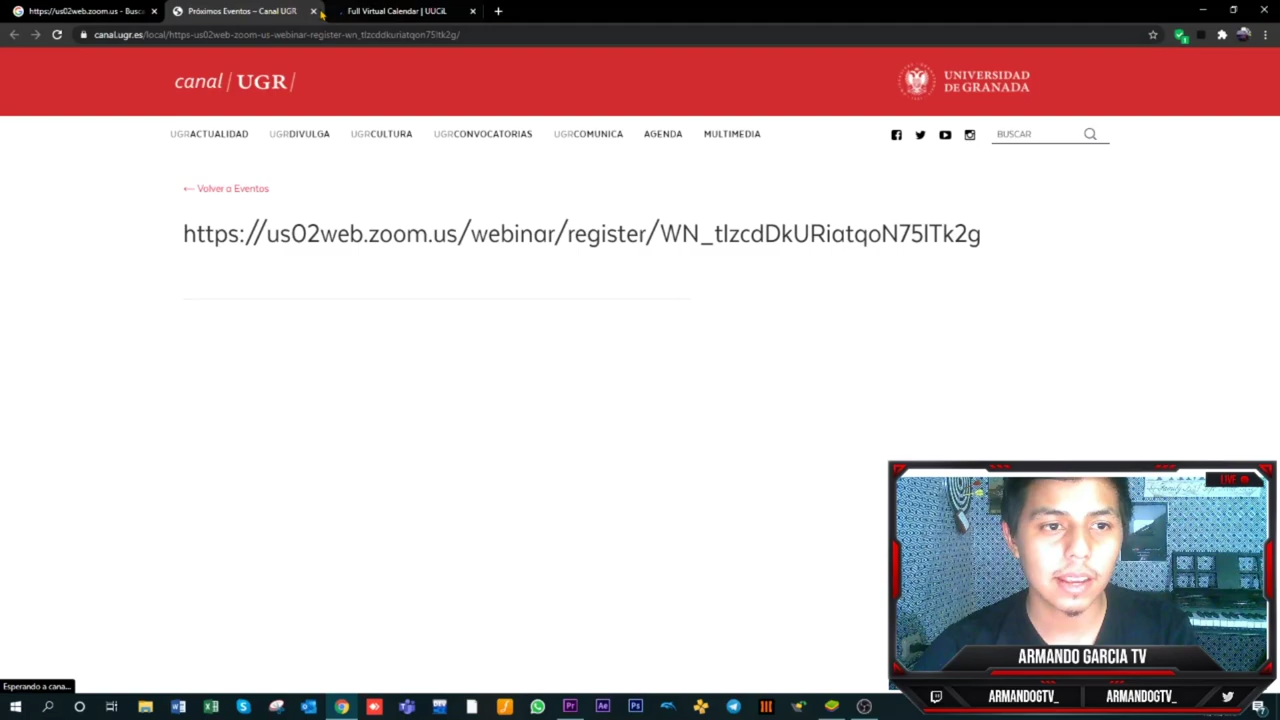 https://us02web.zoom.us - Busc
Próximos Eventos – Canal UGR
Full Virtual Calendar | UUCiL
canal.ugr.es/local/https-us02web-zoom-us-webinar-register-wn_tlzcddkuriatqon75ltk2g/
canal / UGR /
UNIVERSIDAD
DE GRANADA
UGRACTUALIDAD
UGRDIVULGA
UGRCULTURA
UGRCONVOCATORIAS
UGRCOMUNICA
AGENDA
MULTIMEDIA
BUSCAR
← Volver a Eventos
https://us02web.zoom.us/webinar/register/WN_tlzcdDkURiatqoN75lTk2g
LIVE
ARMANDO GARCIA TV
ARMANDOGTV_
ARMANDOGTV_
Esperando a cana...